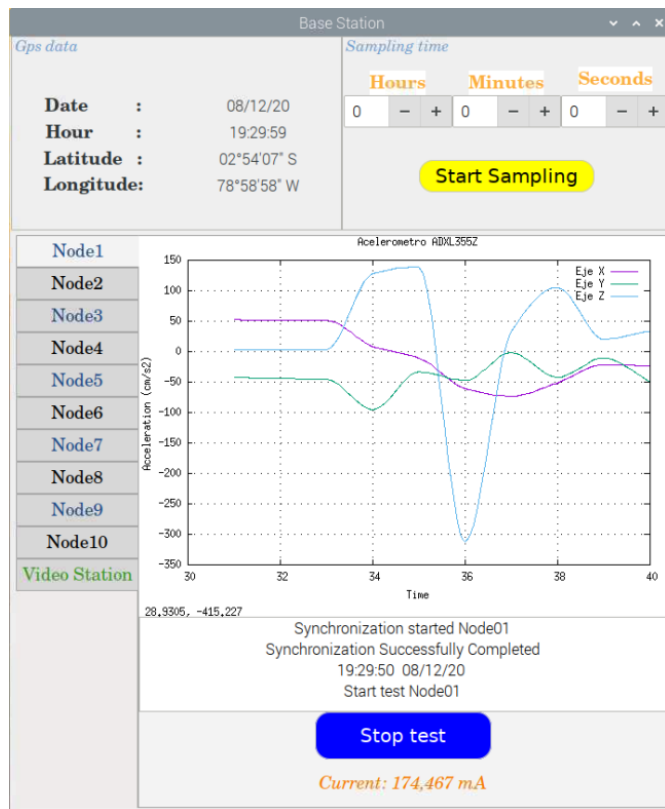 Base Station
Gps data
Date : 08/12/20
Hour : 19:29:59
Latitude : 02°54'07" S
Longitude: 78°58'58" W
Sampling time
Hours Minutes Seconds
0 − + 0 − + 0 − +
Start Sampling
Node1
Node2
Node3
Node4
Node5
Node6
Node7
Node8
Node9
Node10
Video Station
Acelerometro ADXL355Z
Eje X
Eje Y
Eje Z
Acceleration (cm/s2)
150
100
50
0
-50
-100
-150
-200
-250
-300
-350
30 32 34 36 38 40
Time
28.9305, -415.227
Synchronization started Node01
Synchronization Successfully Completed
19:29:50 08/12/20
Start test Node01
Stop test
Current: 174,467 mA